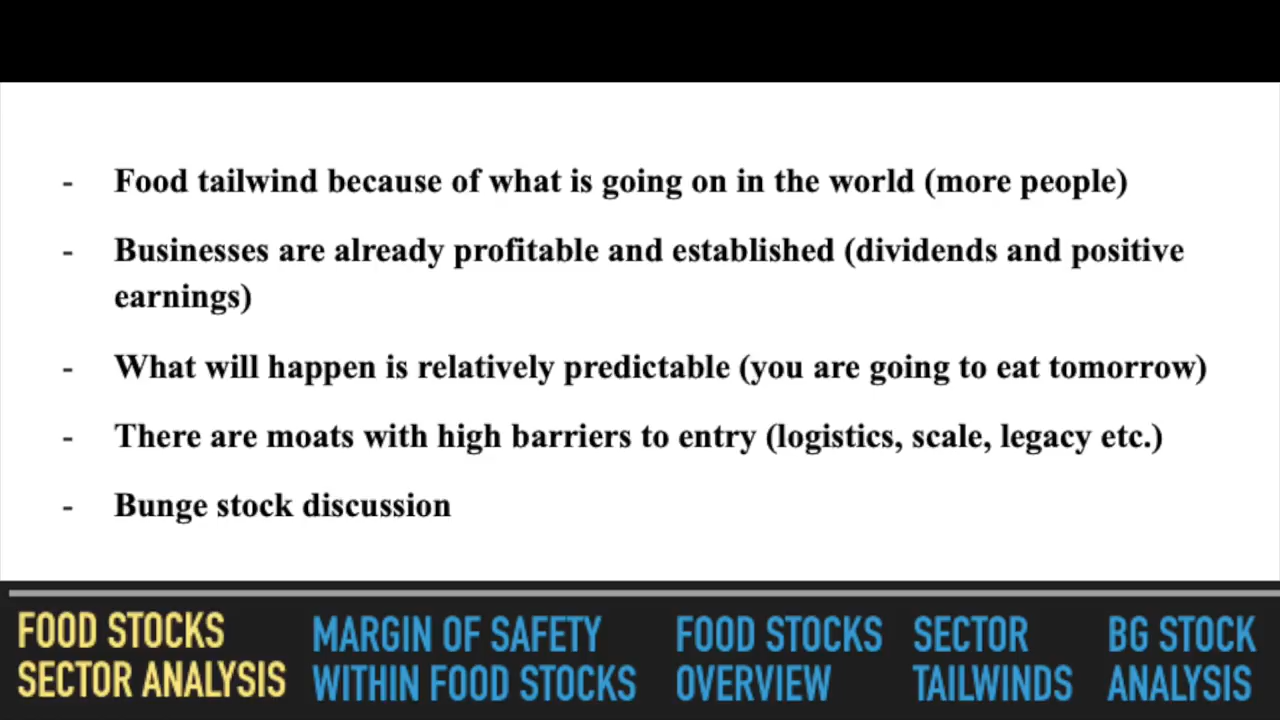 - Food tailwind because of what is going on in the world (more people)
- Businesses are already profitable and established (dividends and positive
earnings)
- What will happen is relatively predictable (you are going to eat tomorrow)
- There are moats with high barriers to entry (logistics, scale, legacy etc.)
- Bunge stock discussion
FOOD STOCKS
SECTOR ANALYSIS
MARGIN OF SAFETY
WITHIN FOOD STOCKS
FOOD STOCKS
OVERVIEW
SECTOR
TAILWINDS
BG STOCK
ANALYSIS